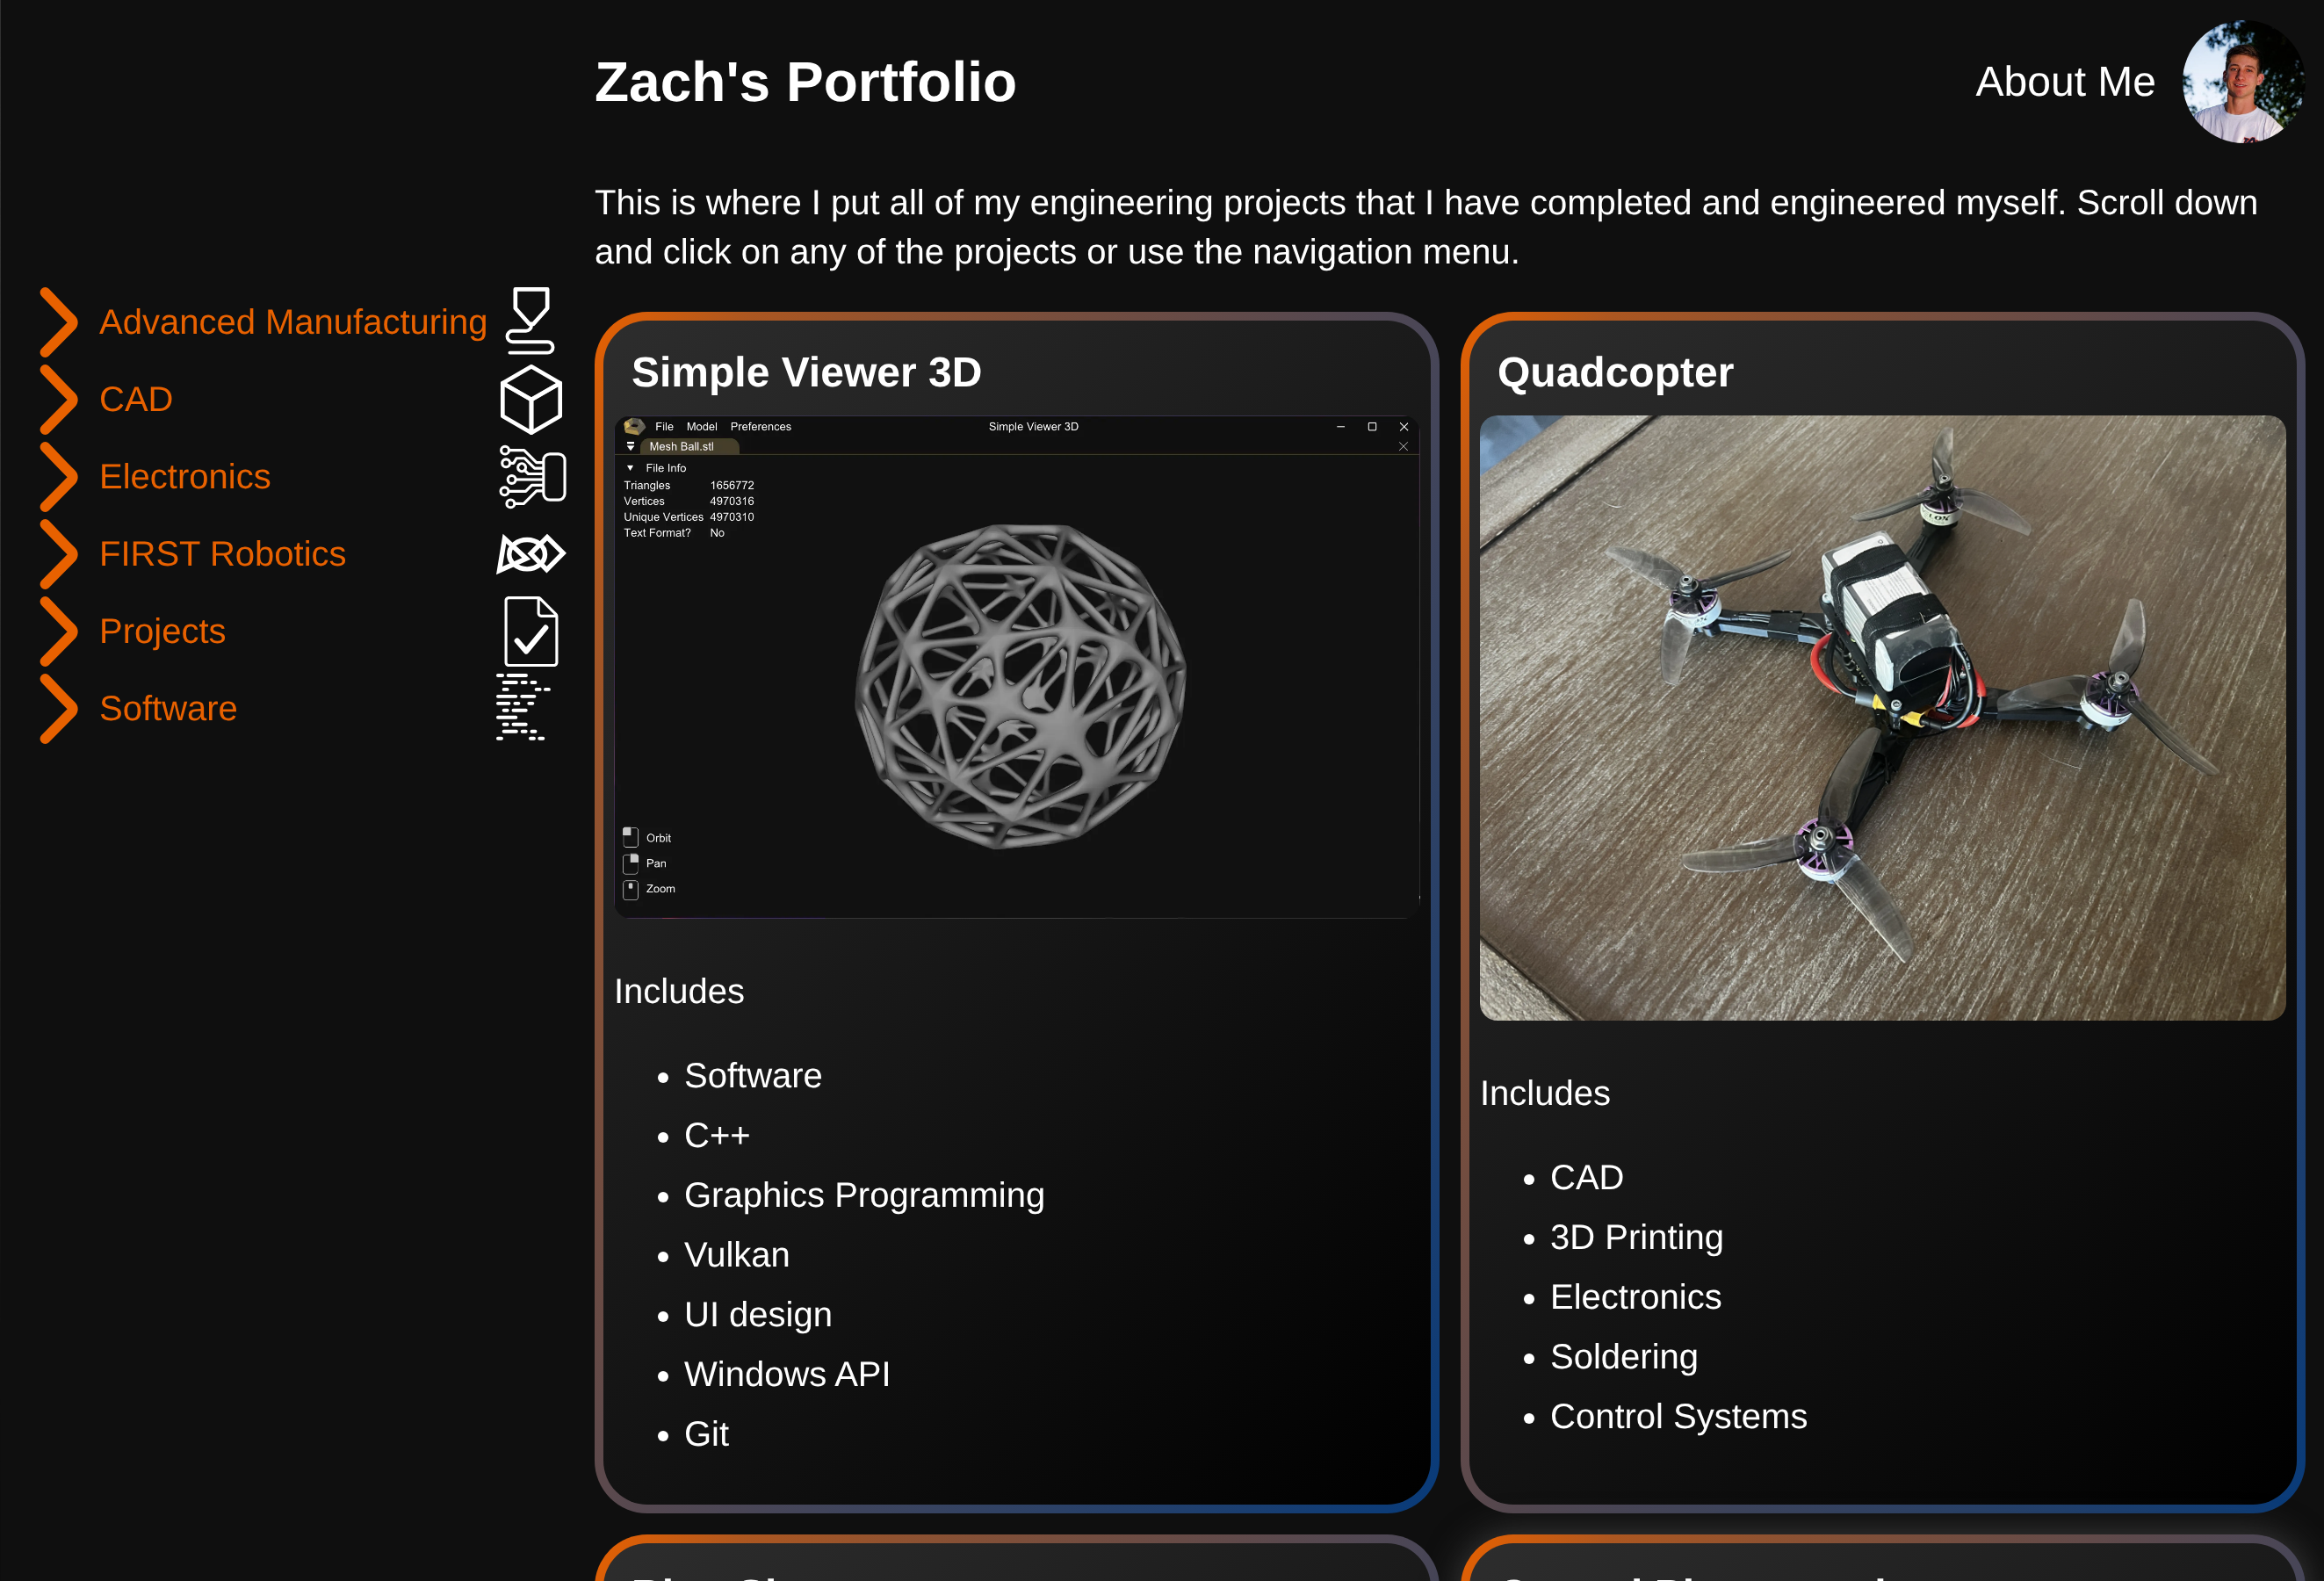 Zach's Portfolio
About Me
This is where I put all of my engineering projects that I have completed and engineered myself. Scroll down
and click on any of the projects or use the navigation menu.
Advanced Manufacturing
CAD
Electronics
FIRST Robotics
Projects
Software
Simple Viewer 3D
File Model Preferences Simple Viewer 3D
Mesh Ball.stl
File Info
Triangles 1656772
Vertices 4970316
Unique Vertices 4970310
Text Format? No
Orbit
Pan
Zoom
Includes
Software
C++
Graphics Programming
Vulkan
UI design
Windows API
Git
Quadcopter
Includes
CAD
3D Printing
Electronics
Soldering
Control Systems